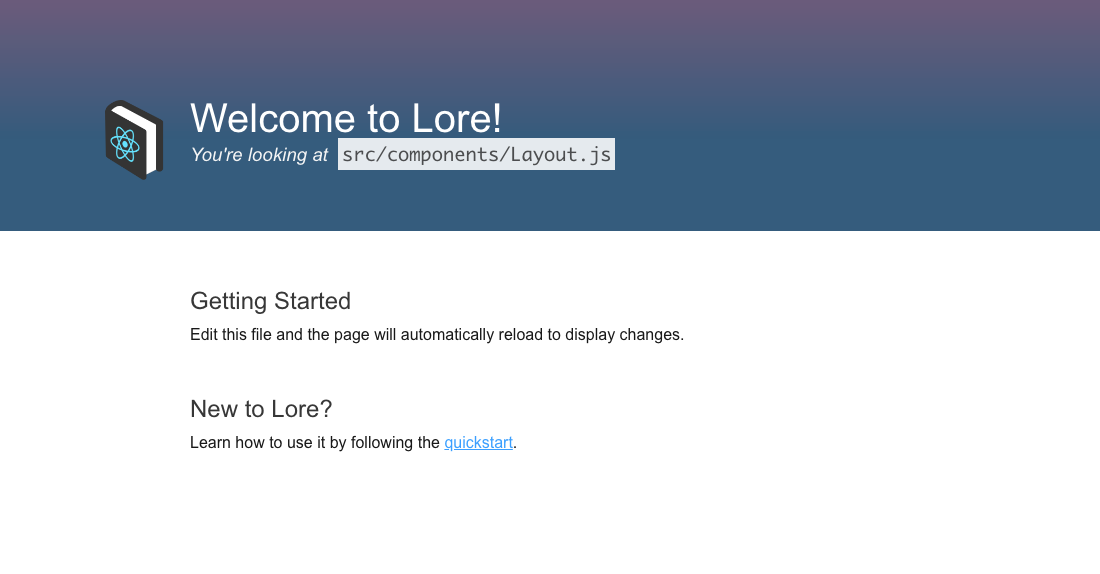 Welcome to Lore!
You're looking at src/components/Layout.js
Getting Started
Edit this file and the page will automatically reload to display changes.
New to Lore?
Learn how to use it by following the quickstart.